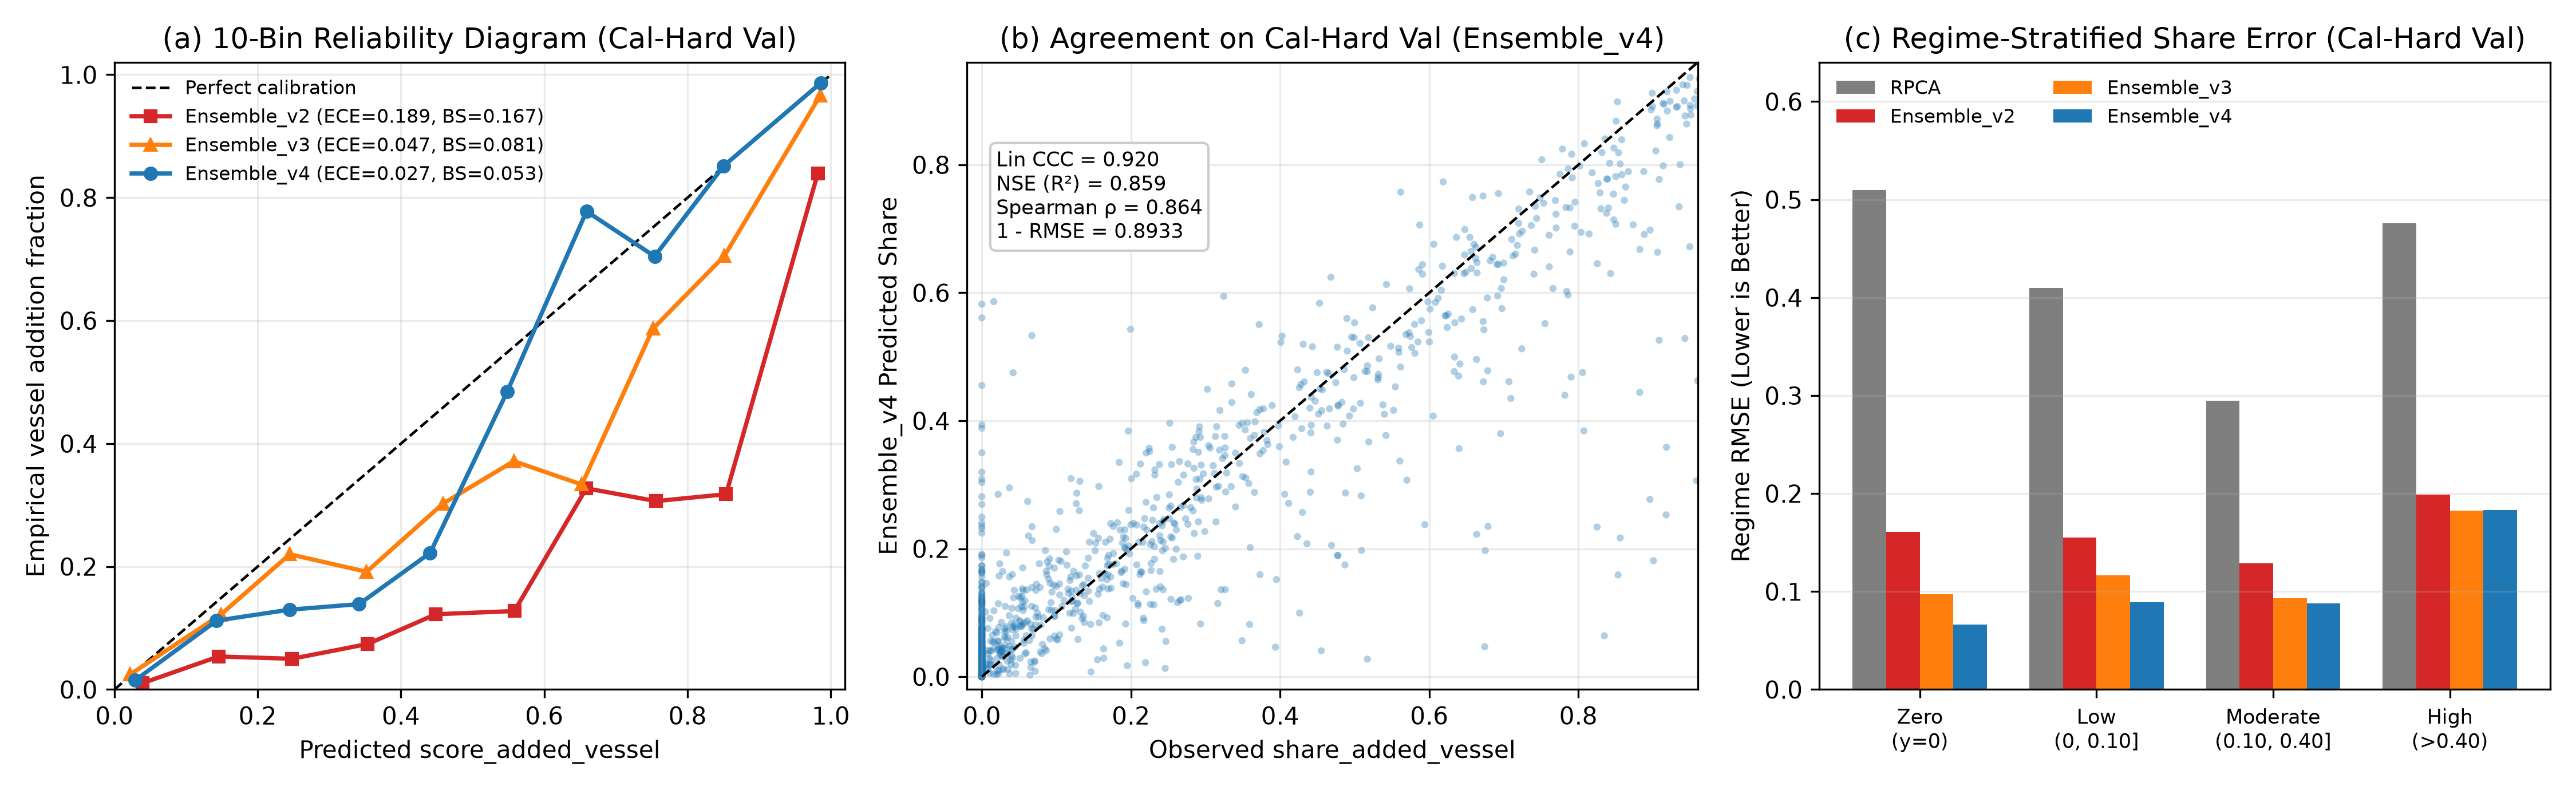 (a) 10-Bin Reliability Diagram (Cal-Hard Val)
Empirical vessel addition fraction
1.0
0.8
0.6
0.4
0.2
0.0
Perfect calibration
Ensemble_v2 (ECE=0.189, BS=0.167)
Ensemble_v3 (ECE=0.047, BS=0.081)
Ensemble_v4 (ECE=0.027, BS=0.053)
0.0 0.2 0.4 0.6 0.8 1.0
Predicted score_added_vessel
(b) Agreement on Cal-Hard Val (Ensemble_v4)
Ensemble_v4 Predicted Share
0.8
0.6
0.4
0.2
0.0
Lin CCC = 0.920
NSE (R²) = 0.859
Spearman ρ = 0.864
1 - RMSE = 0.8933
0.0 0.2 0.4 0.6 0.8
Observed share_added_vessel
(c) Regime-Stratified Share Error (Cal-Hard Val)
Regime RMSE (Lower is Better)
0.6
0.5
0.4
0.3
0.2
0.1
0.0
RPCA
Ensemble_v2
Ensemble_v3
Ensemble_v4
Zero
(y=0)
Low
(0, 0.10]
Moderate
(0.10, 0.40]
High
(>0.40)